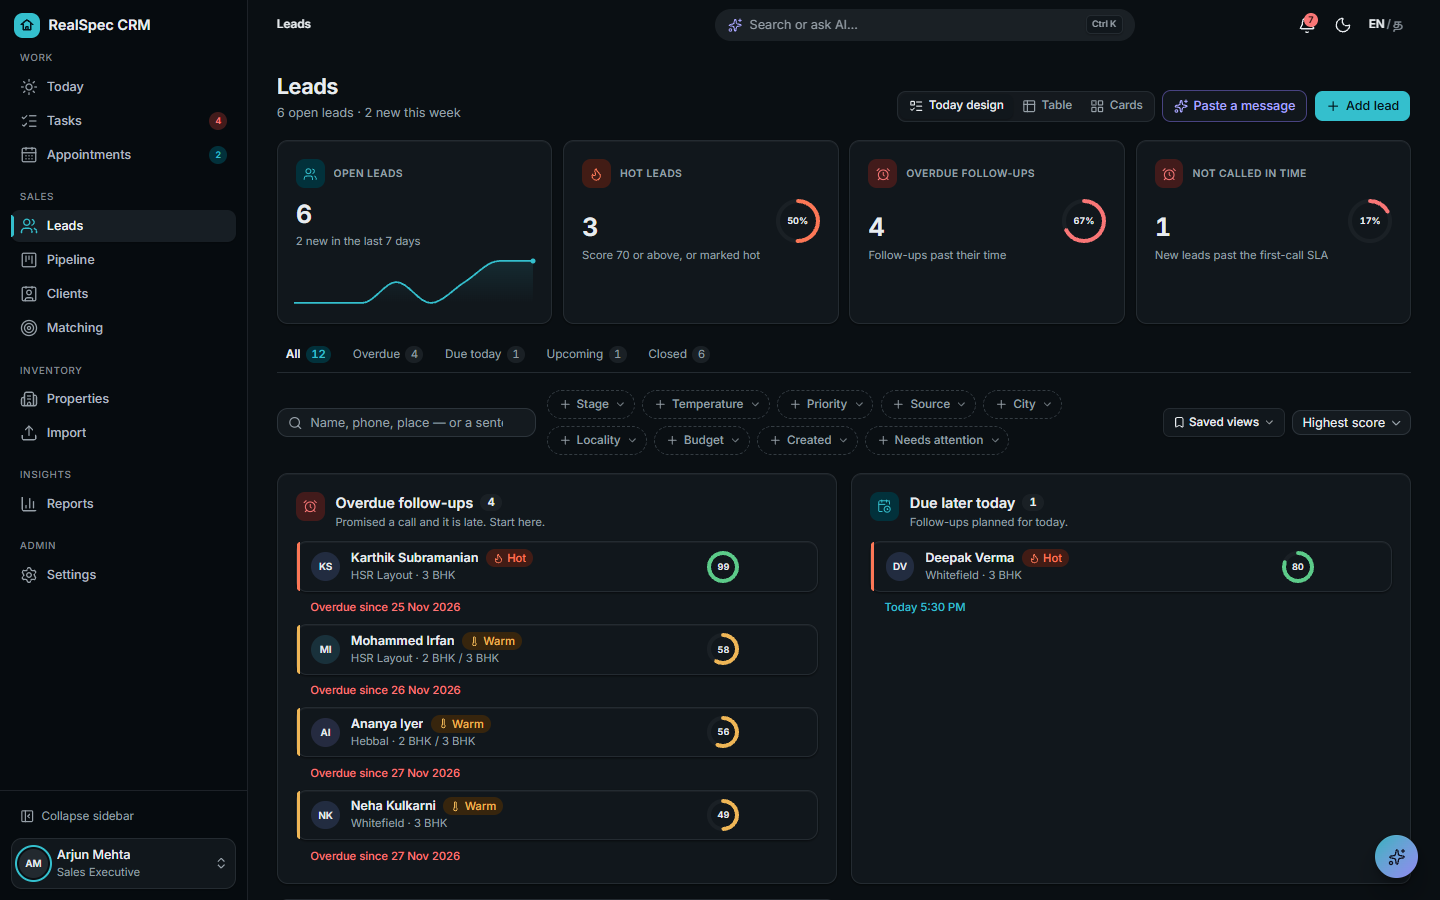 RealSpec CRM
WORK
Today
Tasks 4
Appointments 2
SALES
Leads
Pipeline
Clients
Matching
INVENTORY
Properties
Import
INSIGHTS
Reports
ADMIN
Settings
Collapse sidebar
AM
Arjun Mehta
Sales Executive
Leads
Search or ask AI... Ctrl K
7
EN / த
Leads
6 open leads · 2 new this week
Today design Table Cards
Paste a message
Add lead
OPEN LEADS
6
2 new in the last 7 days
HOT LEADS
3
50%
Score 70 or above, or marked hot
OVERDUE FOLLOW-UPS
4
67%
Follow-ups past their time
NOT CALLED IN TIME
1
17%
New leads past the first-call SLA
All 12 Overdue 4 Due today 1 Upcoming 1 Closed 6
Name, phone, place — or a sent
Stage Temperature Priority Source City
Locality Budget Created Needs attention
Saved views
Highest score
Overdue follow-ups 4
Promised a call and it is late. Start here.
KS
Karthik Subramanian Hot
HSR Layout · 3 BHK
99
Overdue since 25 Nov 2026
MI
Mohammed Irfan Warm
HSR Layout · 2 BHK / 3 BHK
58
Overdue since 26 Nov 2026
AI
Ananya Iyer Warm
Hebbal · 2 BHK / 3 BHK
56
Overdue since 27 Nov 2026
NK
Neha Kulkarni Warm
Whitefield · 3 BHK
49
Overdue since 27 Nov 2026
Due later today 1
Follow-ups planned for today.
DV
Deepak Verma Hot
Whitefield · 3 BHK
80
Today 5:30 PM